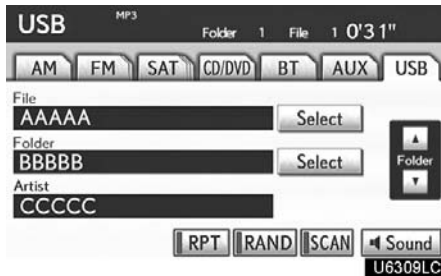 USB MP3 Folder 1 File 1 0'31"
AM FM SAT CD/DVD BT AUX USB
File
AAAAA Select
Folder
BBBBB Select
▲
Folder
▼
Artist
CCCCC
RPT RAND SCAN Sound
U6309LC